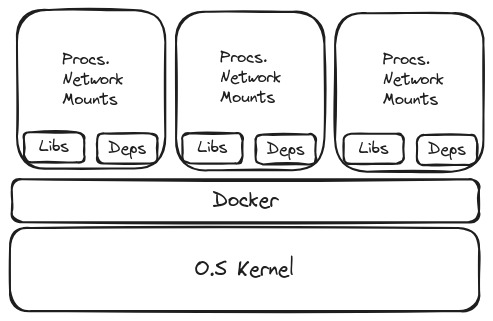 Procs.
Network
Mounts
Libs
Deps
Procs.
Network
Mounts
Libs
Deps
Procs.
Network
Mounts
Libs
Deps
Docker
O.S Kernel